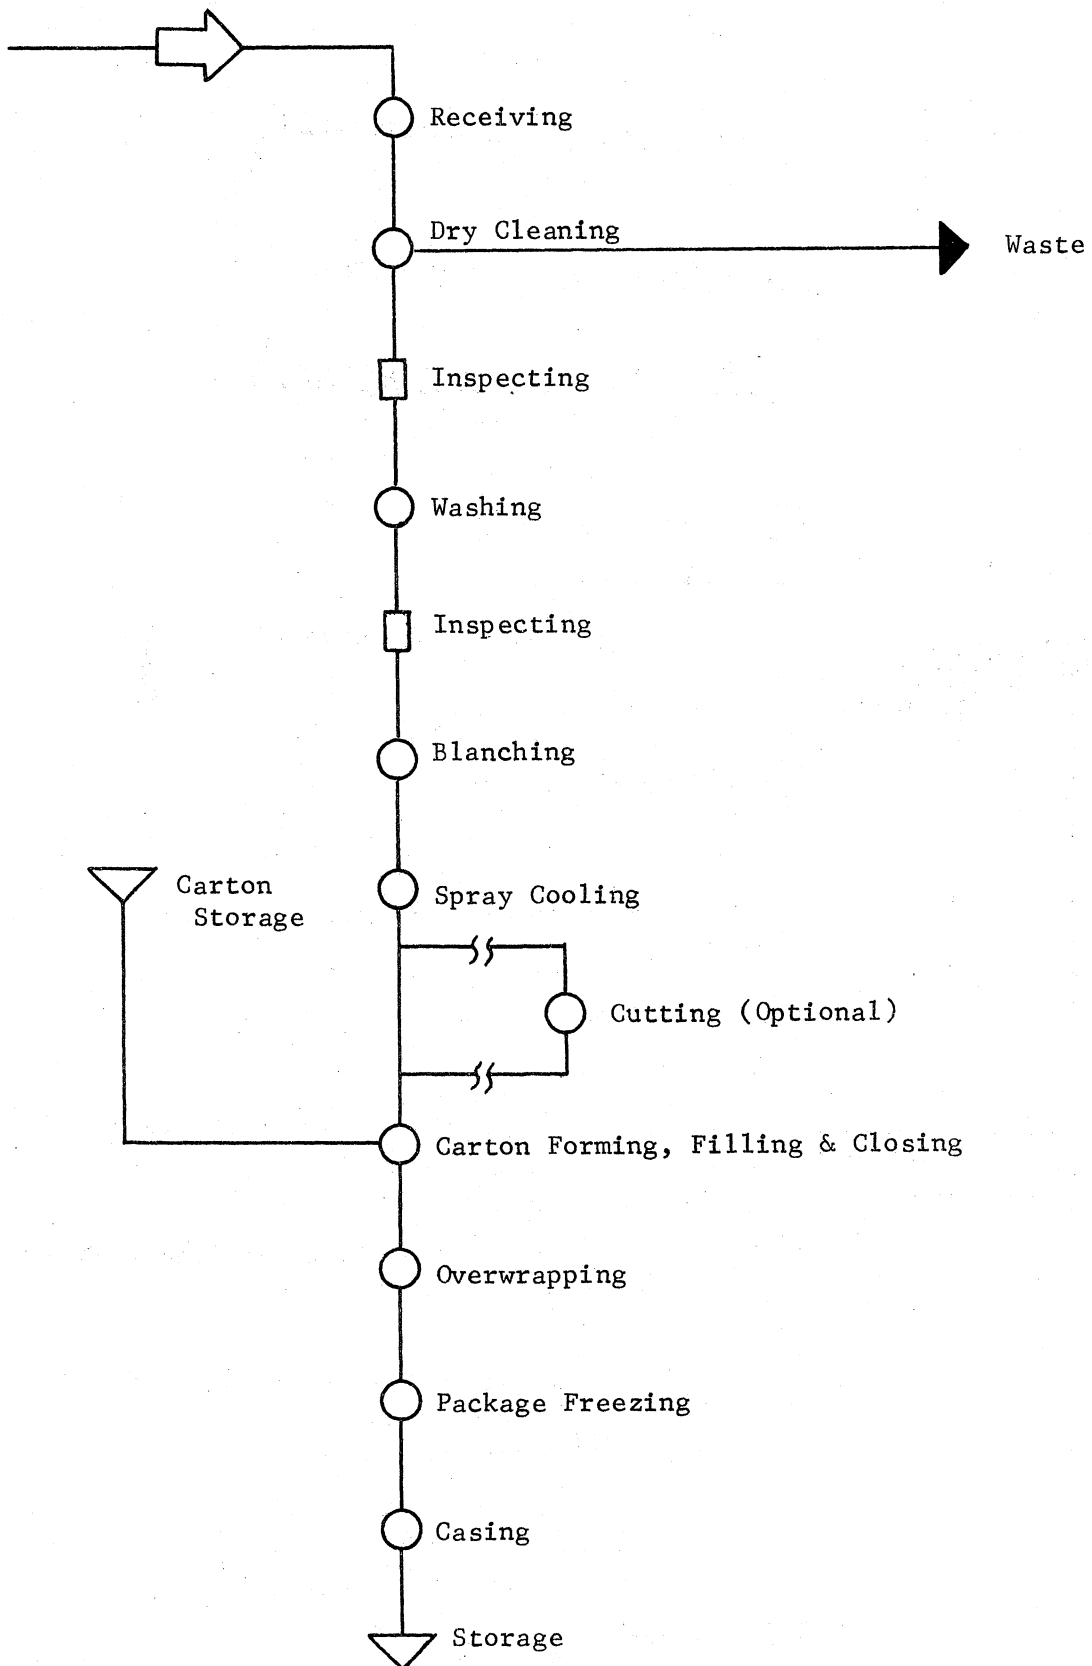 Receiving
Dry Cleaning
Waste
Inspecting
Washing
Inspecting
Blanching
Carton
Storage
Spray Cooling
Cutting (Optional)
Carton Forming, Filling & Closing
Overwrapping
Package Freezing
Casing
Storage